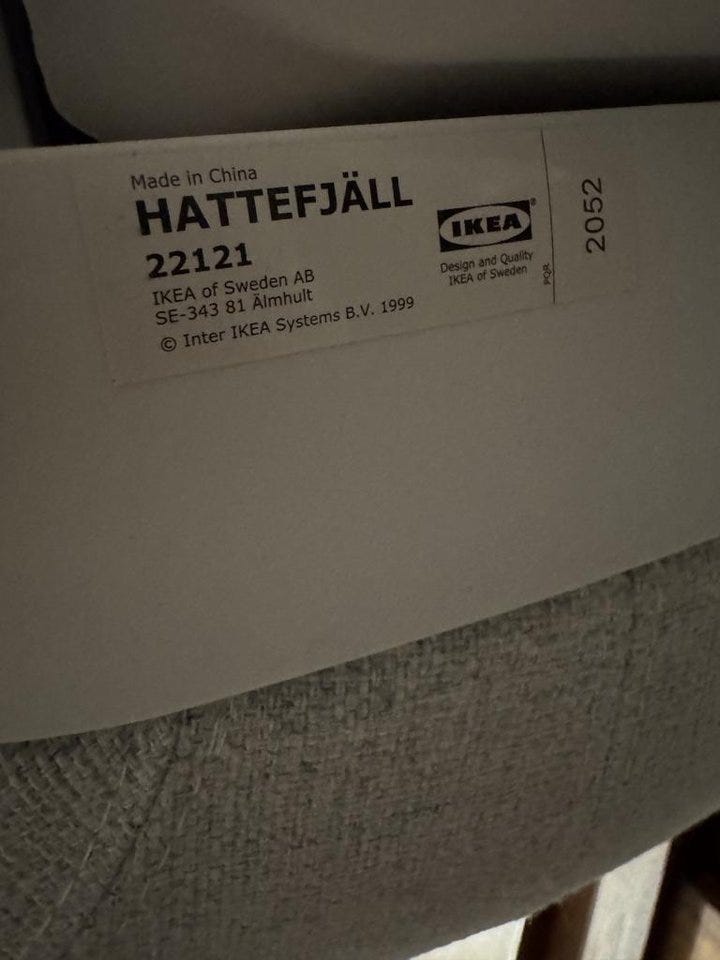 Made in China
HATTEFJÄLL
22121
IKEA of Sweden AB
SE-343 81 Älmhult
© Inter IKEA Systems B.V. 1999
IKEA®
Design and Quality
IKEA of Sweden
PQR
2052